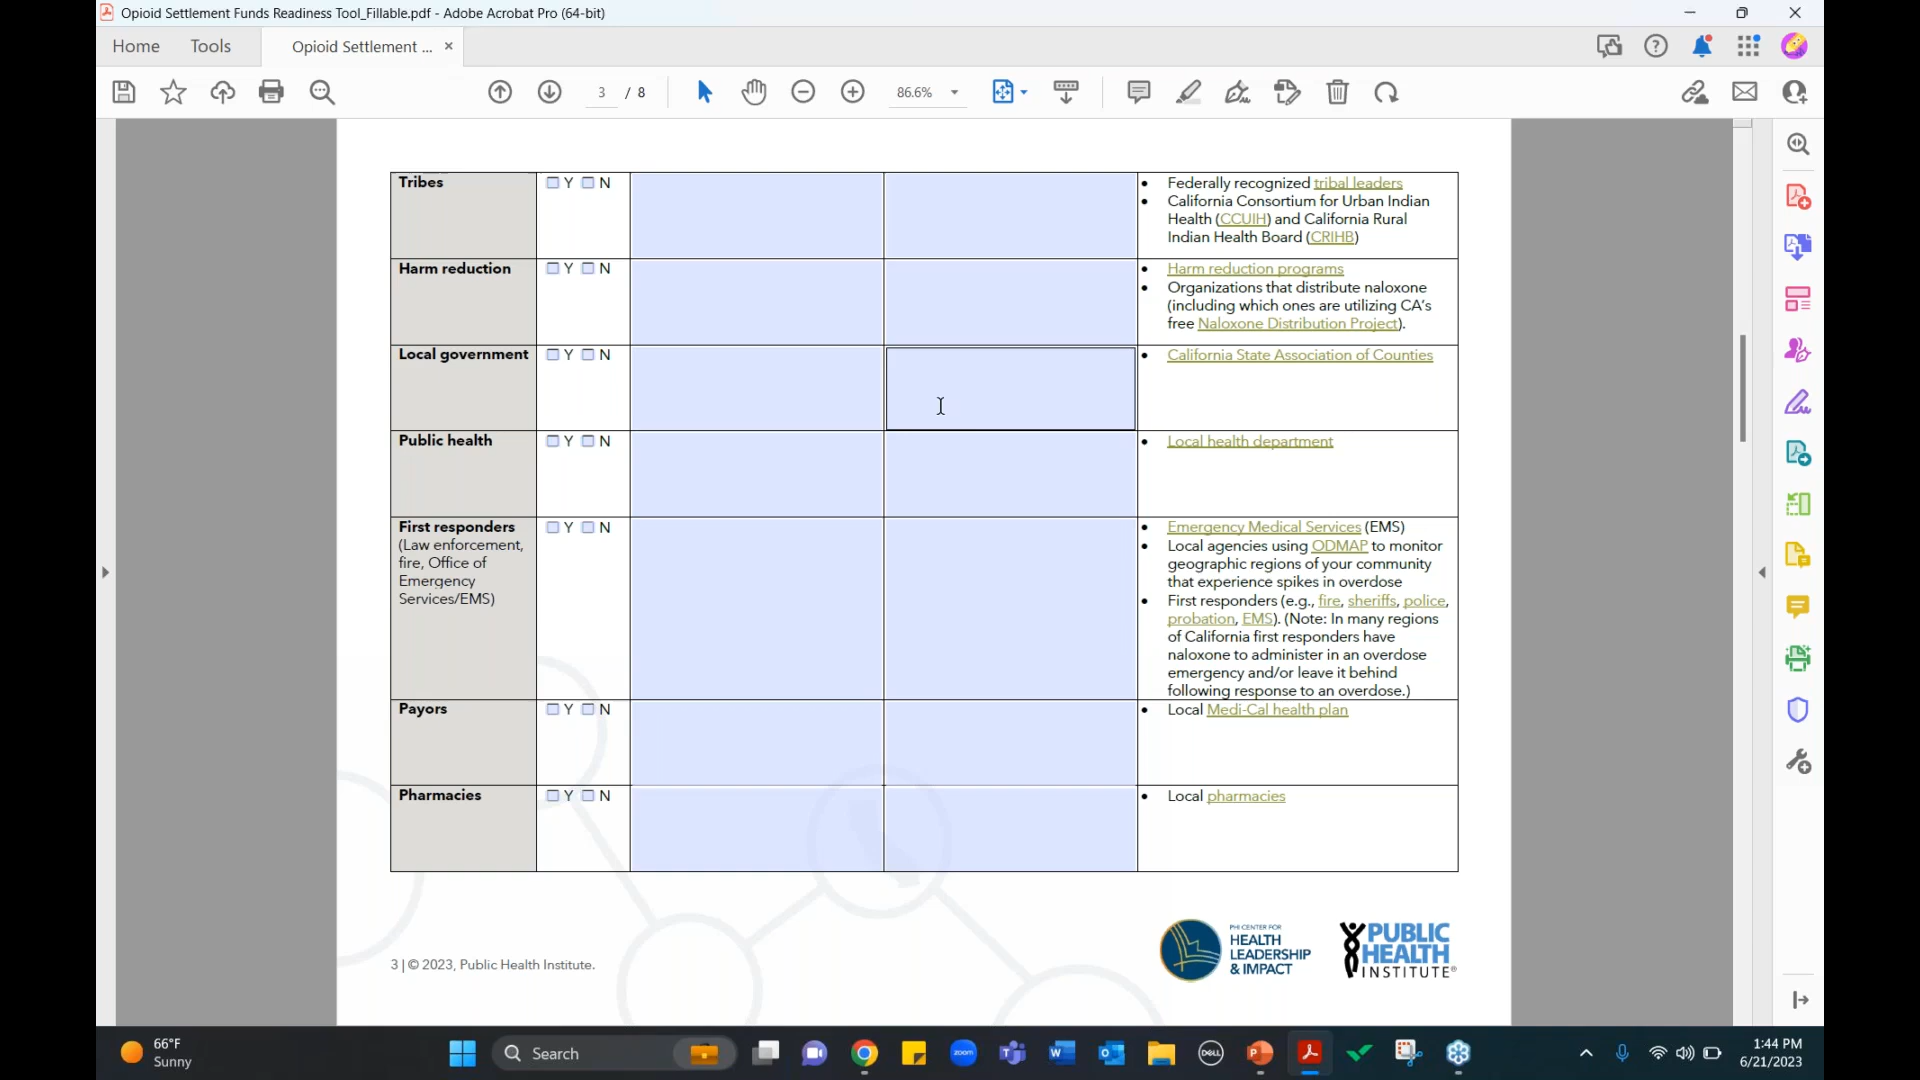 Opioid Settlement Funds Readiness Tool_Fillable.pdf - Adobe Acrobat Pro (64-bit)
Home Tools Opioid Settlement ... ×
3 / 8 86.6%
Tribes Y N
• Federally recognized tribal leaders
• California Consortium for Urban Indian
Health (CCUIH) and California Rural
Indian Health Board (CRIHB)
Harm reduction Y N
• Harm reduction programs
• Organizations that distribute naloxone
(including which ones are utilizing CA's
free Naloxone Distribution Project).
Local government Y N
• California State Association of Counties
Public health Y N
• Local health department
First responders Y N
(Law enforcement,
fire, Office of
Emergency
Services/EMS)
• Emergency Medical Services (EMS)
• Local agencies using ODMAP to monitor
geographic regions of your community
that experience spikes in overdose
• First responders (e.g., fire, sheriffs, police,
probation, EMS). (Note: In many regions
of California first responders have
naloxone to administer in an overdose
emergency and/or leave it behind
following response to an overdose.)
Payors Y N
• Local Medi-Cal health plan
Pharmacies Y N
• Local pharmacies
3 | © 2023, Public Health Institute.
PHI CENTER FOR
HEALTH
LEADERSHIP
& IMPACT
PUBLIC
HEALTH
INSTITUTE®
66°F
Sunny
Search
zoom
DELL
1:44 PM
6/21/2023